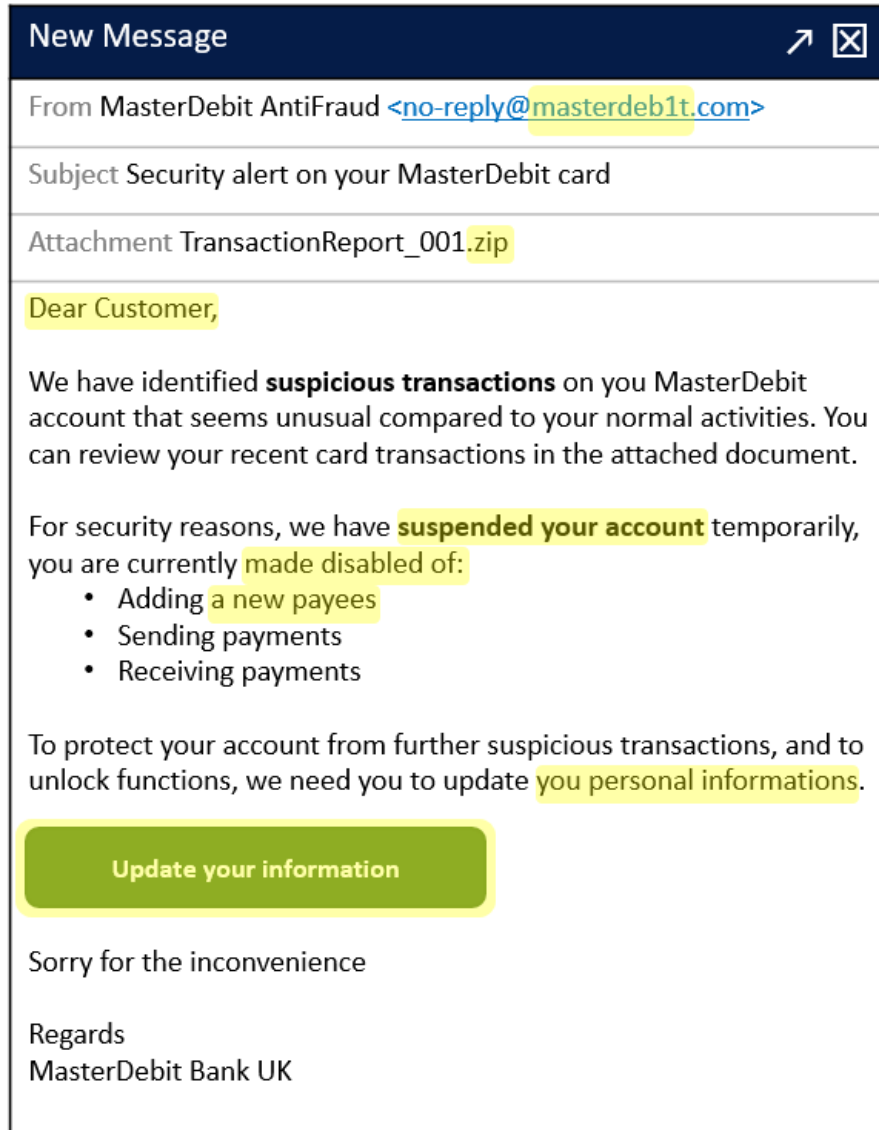 New Message
From MasterDebit AntiFraud <no-reply@masterdeb1t.com>
Subject Security alert on your MasterDebit card
Attachment TransactionReport_001.zip
Dear Customer,
We have identified suspicious transactions on you MasterDebit
account that seems unusual compared to your normal activities. You
can review your recent card transactions in the attached document.
For security reasons, we have suspended your account temporarily,
you are currently made disabled of:
• Adding a new payees
• Sending payments
• Receiving payments
To protect your account from further suspicious transactions, and to
unlock functions, we need you to update you personal informations.
Update your information
Sorry for the inconvenience
Regards
MasterDebit Bank UK